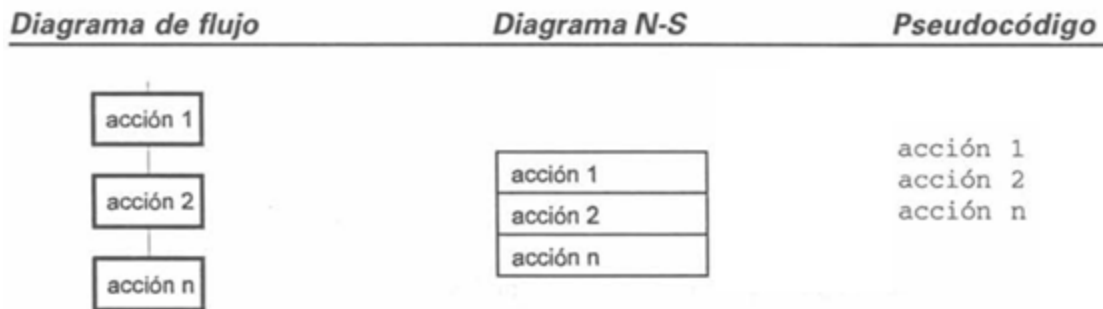 Diagrama de flujo
Diagrama N-S
Pseudocódigo
acción 1
acción 2
acción n
acción 1
acción 2
acción n
acción 1
acción 2
acción n